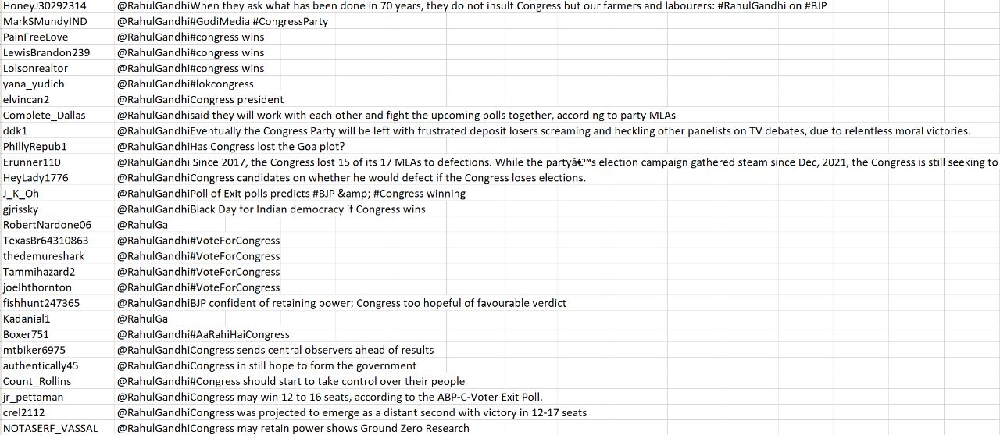 HoneyJ30292314 @RahulGandhiWhen they ask what has been done in 70 years, they do not insult Congress but our farmers and labourers: #RahulGandhi on #BJP
MarkSMundyIND @RahulGandhi#GodiMedia #CongressParty
PainFreeLove @RahulGandhi#congress wins
LewisBrandon239 @RahulGandhi#congress wins
Lolsonrealtor @RahulGandhi#congress wins
yana_yudich @RahulGandhi#lokcongress
elvincan2 @RahulGandhiCongress president
Complete_Dallas @RahulGandhisaid they will work with each other and fight the upcoming polls together, according to party MLAs
ddk1 @RahulGandhiEventually the Congress Party will be left with frustrated deposit losers screaming and heckling other panelists on TV debates, due to relentless moral victories.
PhillyRepub1 @RahulGandhiHas Congress lost the Goa plot?
Erunner110 @RahulGandhi Since 2017, the Congress lost 15 of its 17 MLAs to defections. While the partyâ€™s election campaign gathered steam since Dec, 2021, the Congress is still seeking to
HeyLady1776 @RahulGandhiCongress candidates on whether he would defect if the Congress loses elections.
J_K_Oh @RahulGandhiPoll of Exit polls predicts #BJP &amp; #Congress winning
gjrissky @RahulGandhiBlack Day for Indian democracy if Congress wins
RobertNardone06 @RahulGa
TexasBr64310863 @RahulGandhi#VoteForCongress
thedemureshark @RahulGandhi#VoteForCongress
Tammihazard2 @RahulGandhi#VoteForCongress
joelhthornton @RahulGandhi#VoteForCongress
fishhunt247365 @RahulGandhiBJP confident of retaining power; Congress too hopeful of favourable verdict
Kadanial1 @RahulGa
Boxer751 @RahulGandhi#AaRahiHaiCongress
mtbiker6975 @RahulGandhiCongress sends central observers ahead of results
authentically45 @RahulGandhiCongress in still hope to form the government
Count_Rollins @RahulGandhi#Congress should start to take control over their people
jr_pettaman @RahulGandhiCongress may win 12 to 16 seats, according to the ABP-C-Voter Exit Poll.
crel2112 @RahulGandhiCongress was projected to emerge as a distant second with victory in 12-17 seats
NOTASERF_VASSAL @RahulGandhiCongress may retain power shows Ground Zero Research